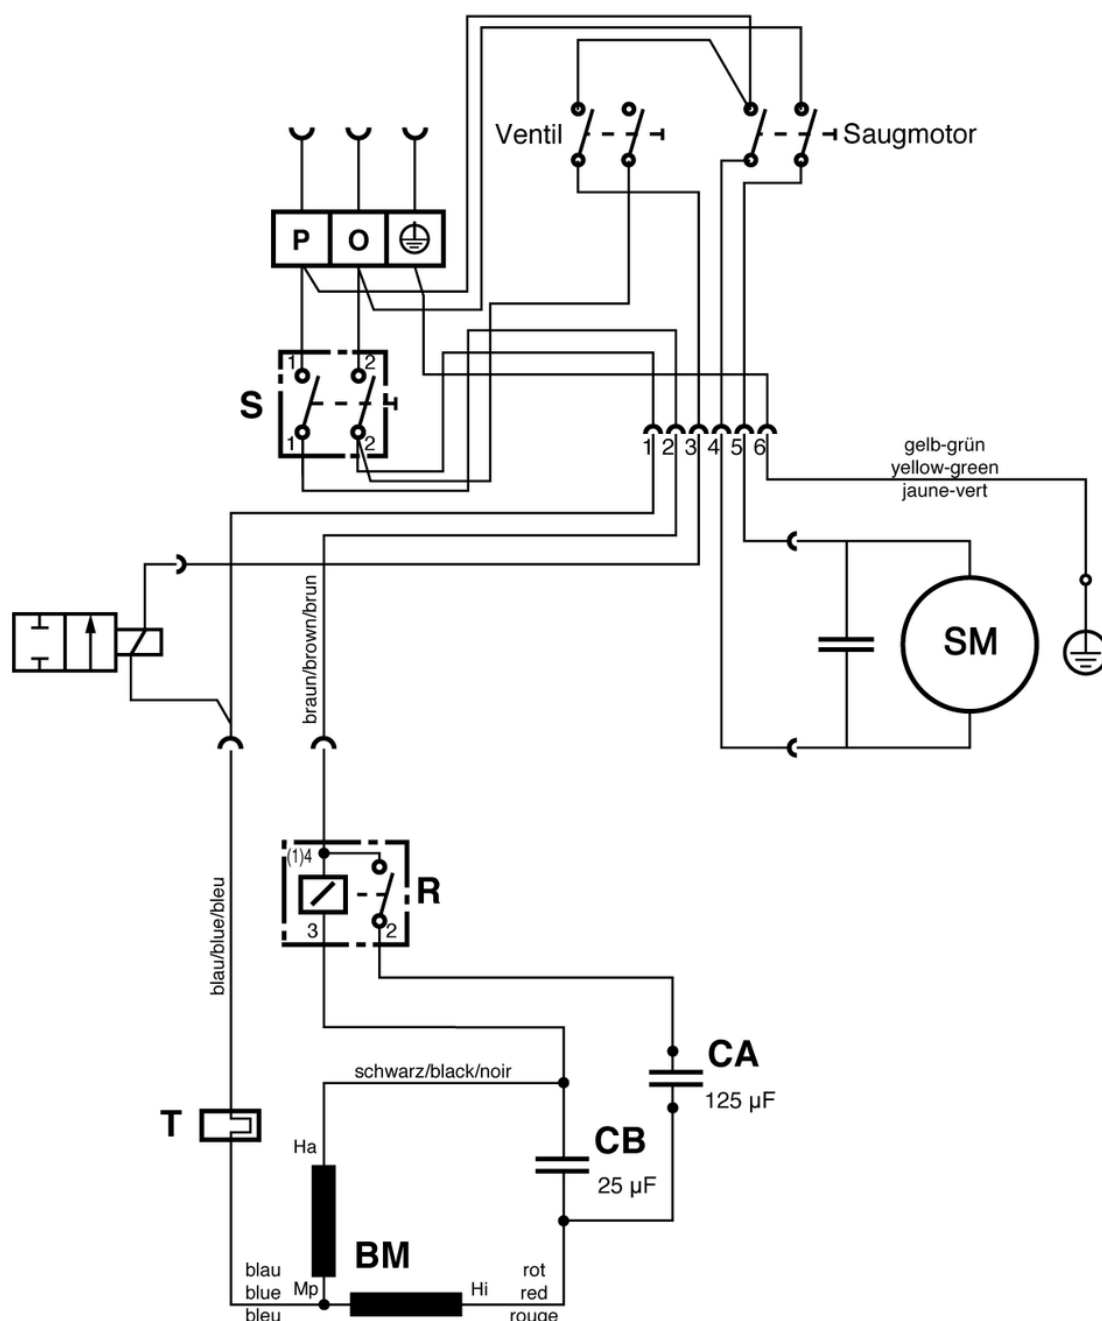 Ventil
Saugmotor
P O
1 2
S
1 2
1 2 3 4 5 6
gelb-grün
yellow-green
jaune-vert
braun/brown/brun
SM
blau/blue/bleu
(1)4
R
3 2
schwarz/black/noir
CA
125 µF
T
Ha
CB
25 µF
BM
blau
blue
bleu
Mp
Hi
rot
red
rouge